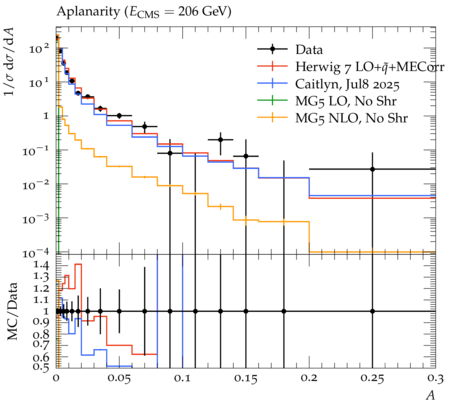 Aplanarity (E_CMS = 206 GeV)
1/σ dσ/dA
10²
10¹
1
10⁻¹
10⁻²
10⁻³
10⁻⁴
Data
Herwig 7 LO+q̃+MECorr
Caitlyn, Jul8 2025
MG5 LO, No Shr
MG5 NLO, No Shr
MC/Data
1.4
1.3
1.2
1.1
1
0.9
0.8
0.7
0.6
0.5
0 0.05 0.1 0.15 0.2 0.25 0.3
A